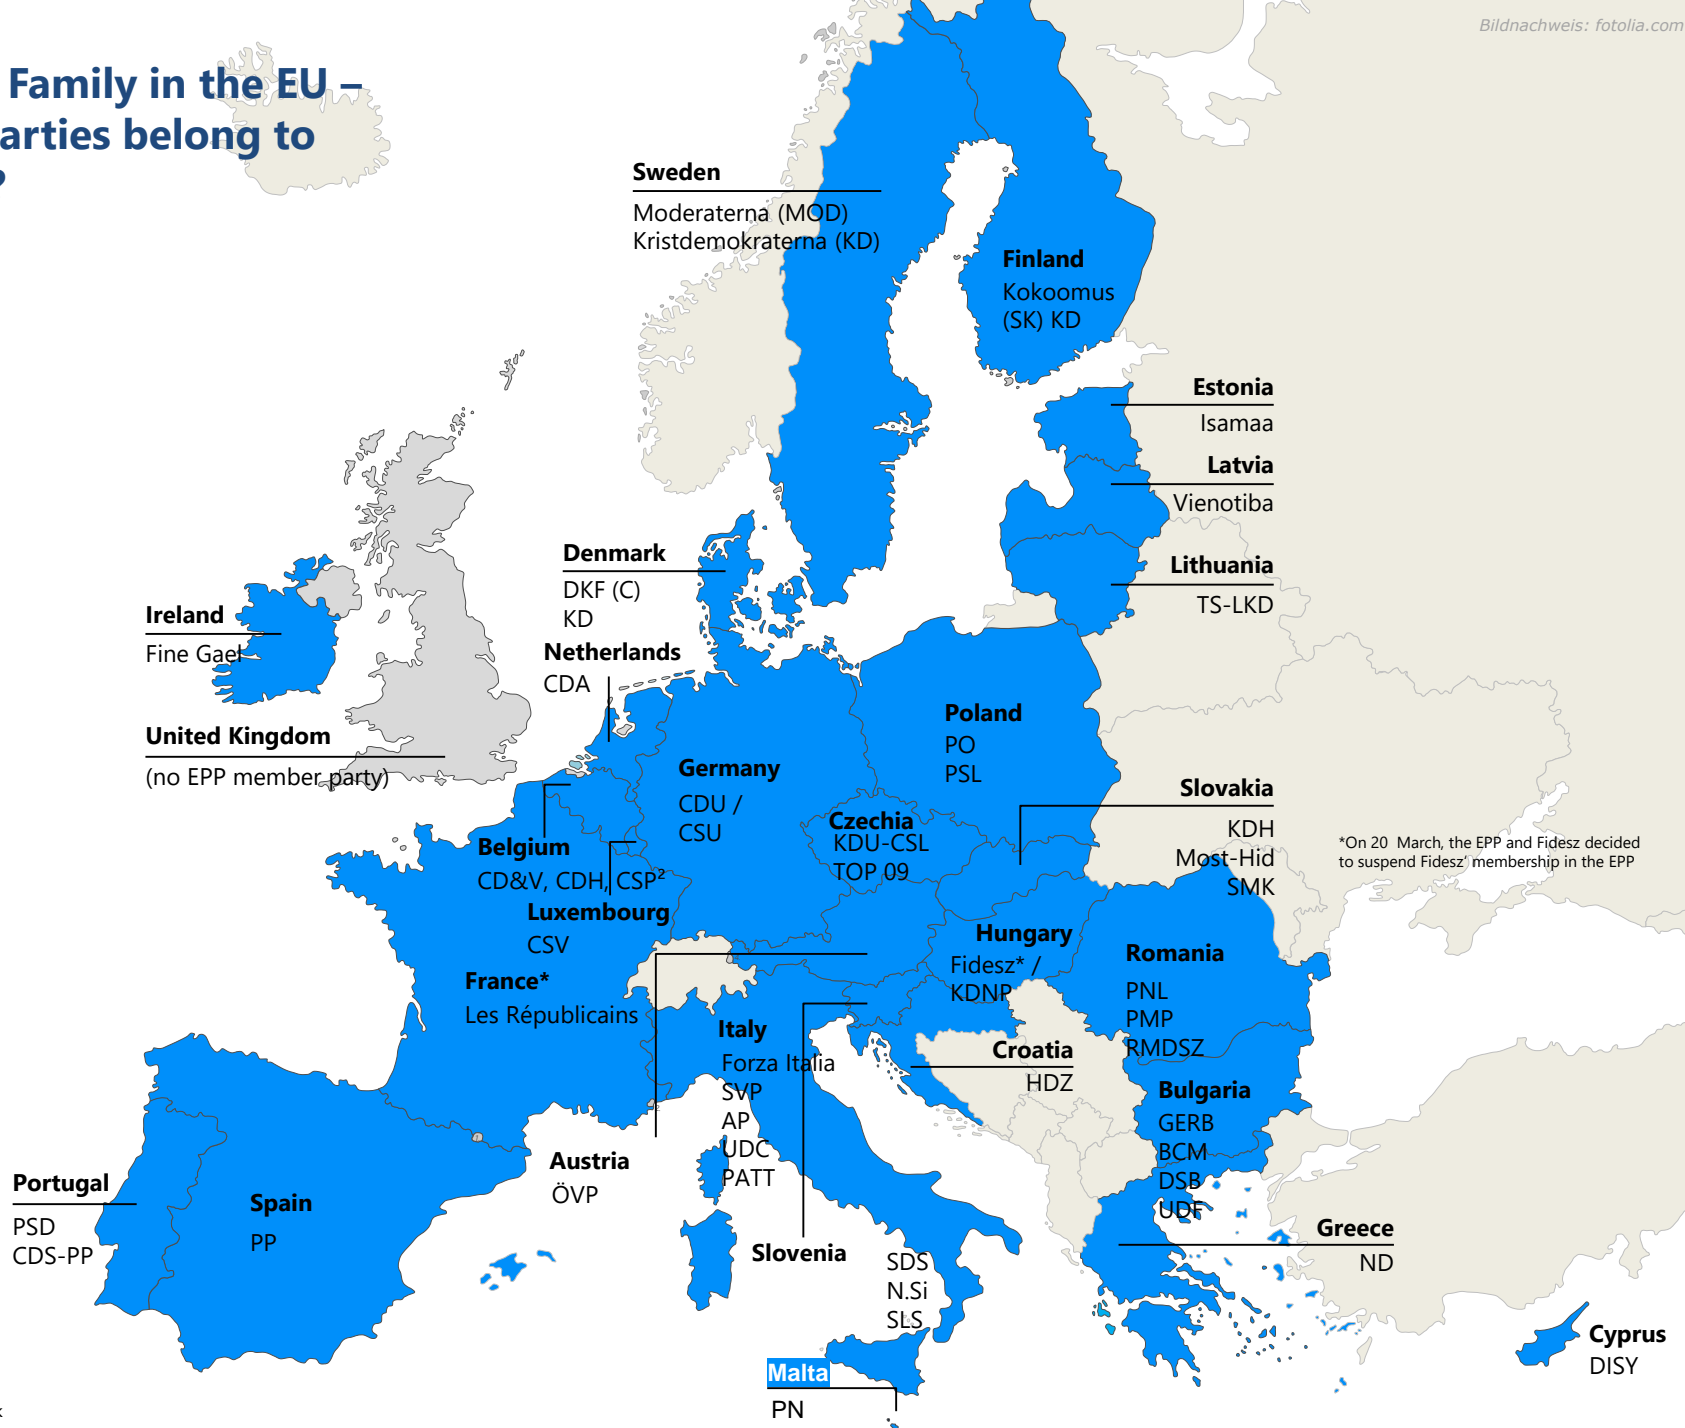 Bildnachweis: fotolia.com
Family in the EU –
arties belong to
?
Sweden
Moderaterna (MOD)
Kristdemokraterna (KD)
Finland
Kokoomus
(SK) KD
Estonia
Isamaa
Latvia
Vienotiba
Lithuania
TS-LKD
Denmark
DKF (C)
KD
Ireland
Fine Gael
Netherlands
CDA
United Kingdom
(no EPP member party)
Poland
PO
PSL
Germany
CDU /
CSU
Slovakia
KDH
Most-Hid
SMK
*On 20 March, the EPP and Fidesz decided
to suspend Fidesz' membership in the EPP
Czechia
KDU-CSL
TOP 09
Belgium
CD&V, CDH, CSP²
Luxembourg
CSV
Hungary
Fidesz* /
KDNP
Romania
PNL
PMP
RMDSZ
France*
Les Républicains
Italy
Forza Italia
SVP
AP
UDC
PATT
Croatia
HDZ
Bulgaria
GERB
BCM
DSB
UDF
Austria
ÖVP
Portugal
PSD
CDS-PP
Spain
PP
Slovenia
SDS
N.Si
SLS
Greece
ND
Cyprus
DISY
Malta
PN